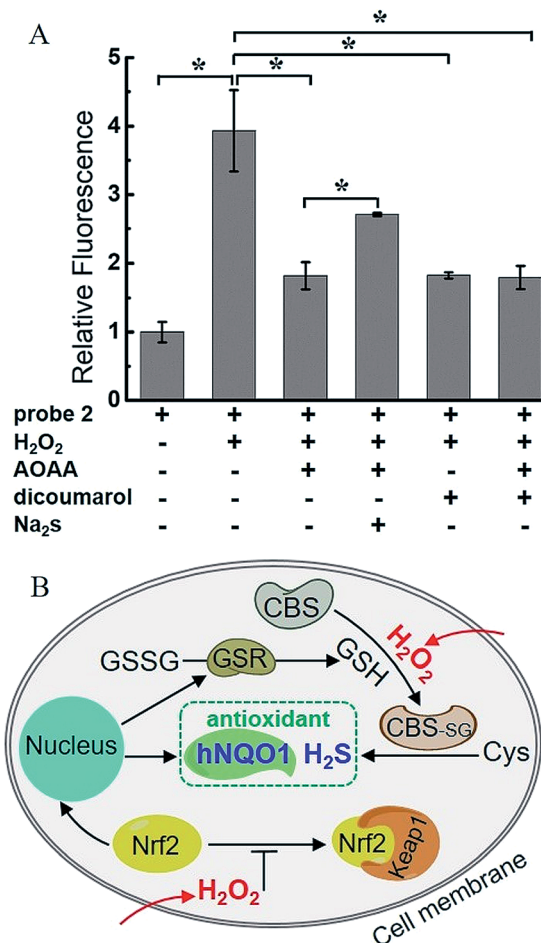 A
* * * * *
Relative Fluorescence
5
4
3
2
1
0
probe 2 + + + + + +
H₂O₂ - + + + + +
AOAA - - + + - +
dicoumarol - - - - + +
Na₂s - - - + - -
B
CBS
GSSG GSR GSH H₂O₂
CBS-SG
antioxidant
hNQO1 H₂S
Cys
Nucleus
Nrf2
Nrf2 Keap1
H₂O₂
Cell membrane